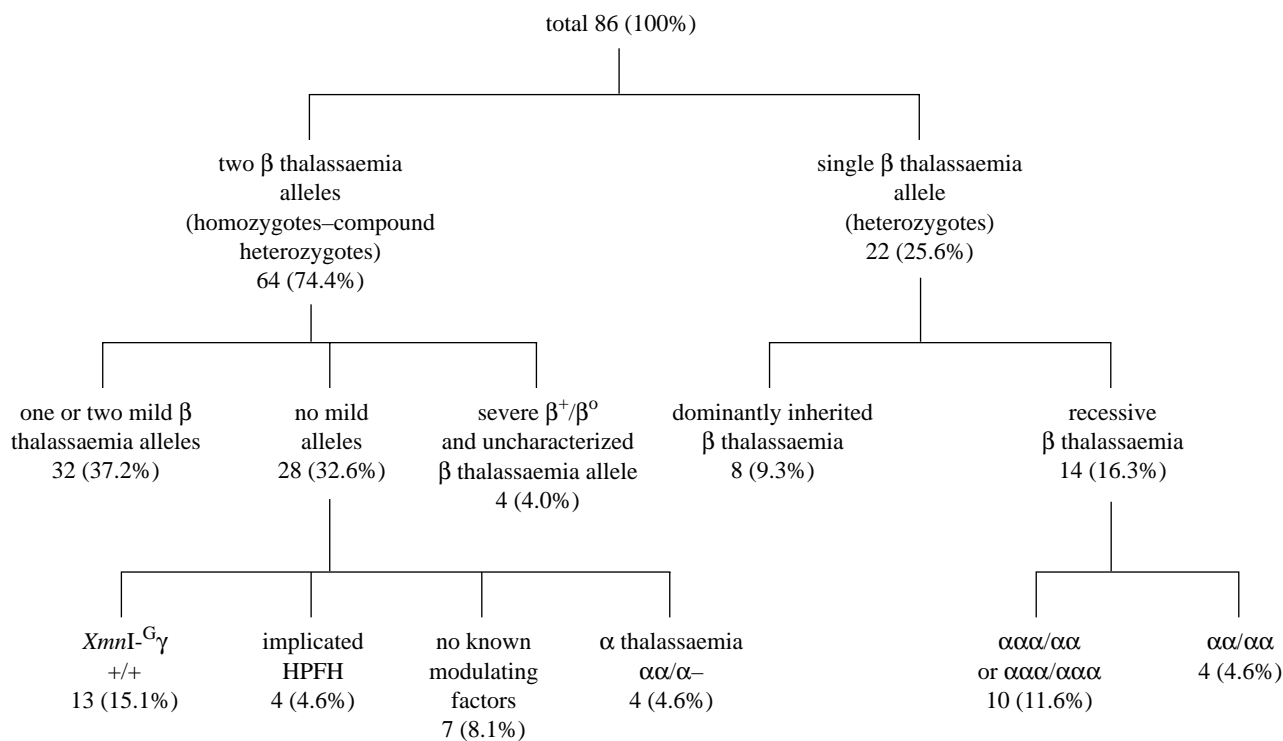 total 86 (100%)
two β thalassaemia
alleles
(homozygotes–compound
heterozygotes)
64 (74.4%)
single β thalassaemia
allele
(heterozygotes)
22 (25.6%)
one or two mild β
thalassaemia alleles
32 (37.2%)
no mild
alleles
28 (32.6%)
severe β⁺/β⁰
and uncharacterized
β thalassaemia allele
4 (4.0%)
dominantly inherited
β thalassaemia
8 (9.3%)
recessive
β thalassaemia
14 (16.3%)
XmnI-ᴳγ
+/+
13 (15.1%)
implicated
HPFH
4 (4.6%)
no known
modulating
factors
7 (8.1%)
α thalassaemia
αα/α–
4 (4.6%)
ααα/αα
or ααα/ααα
10 (11.6%)
αα/αα
4 (4.6%)